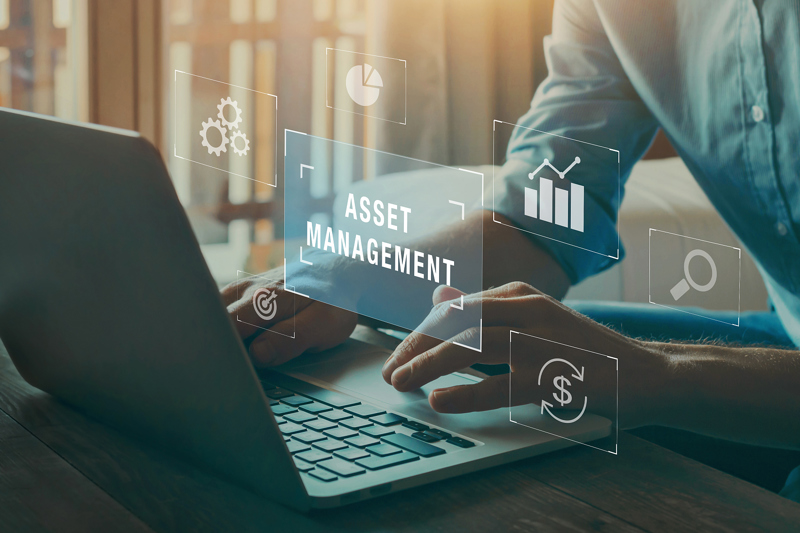 ASSET
MANAGEMENT
$